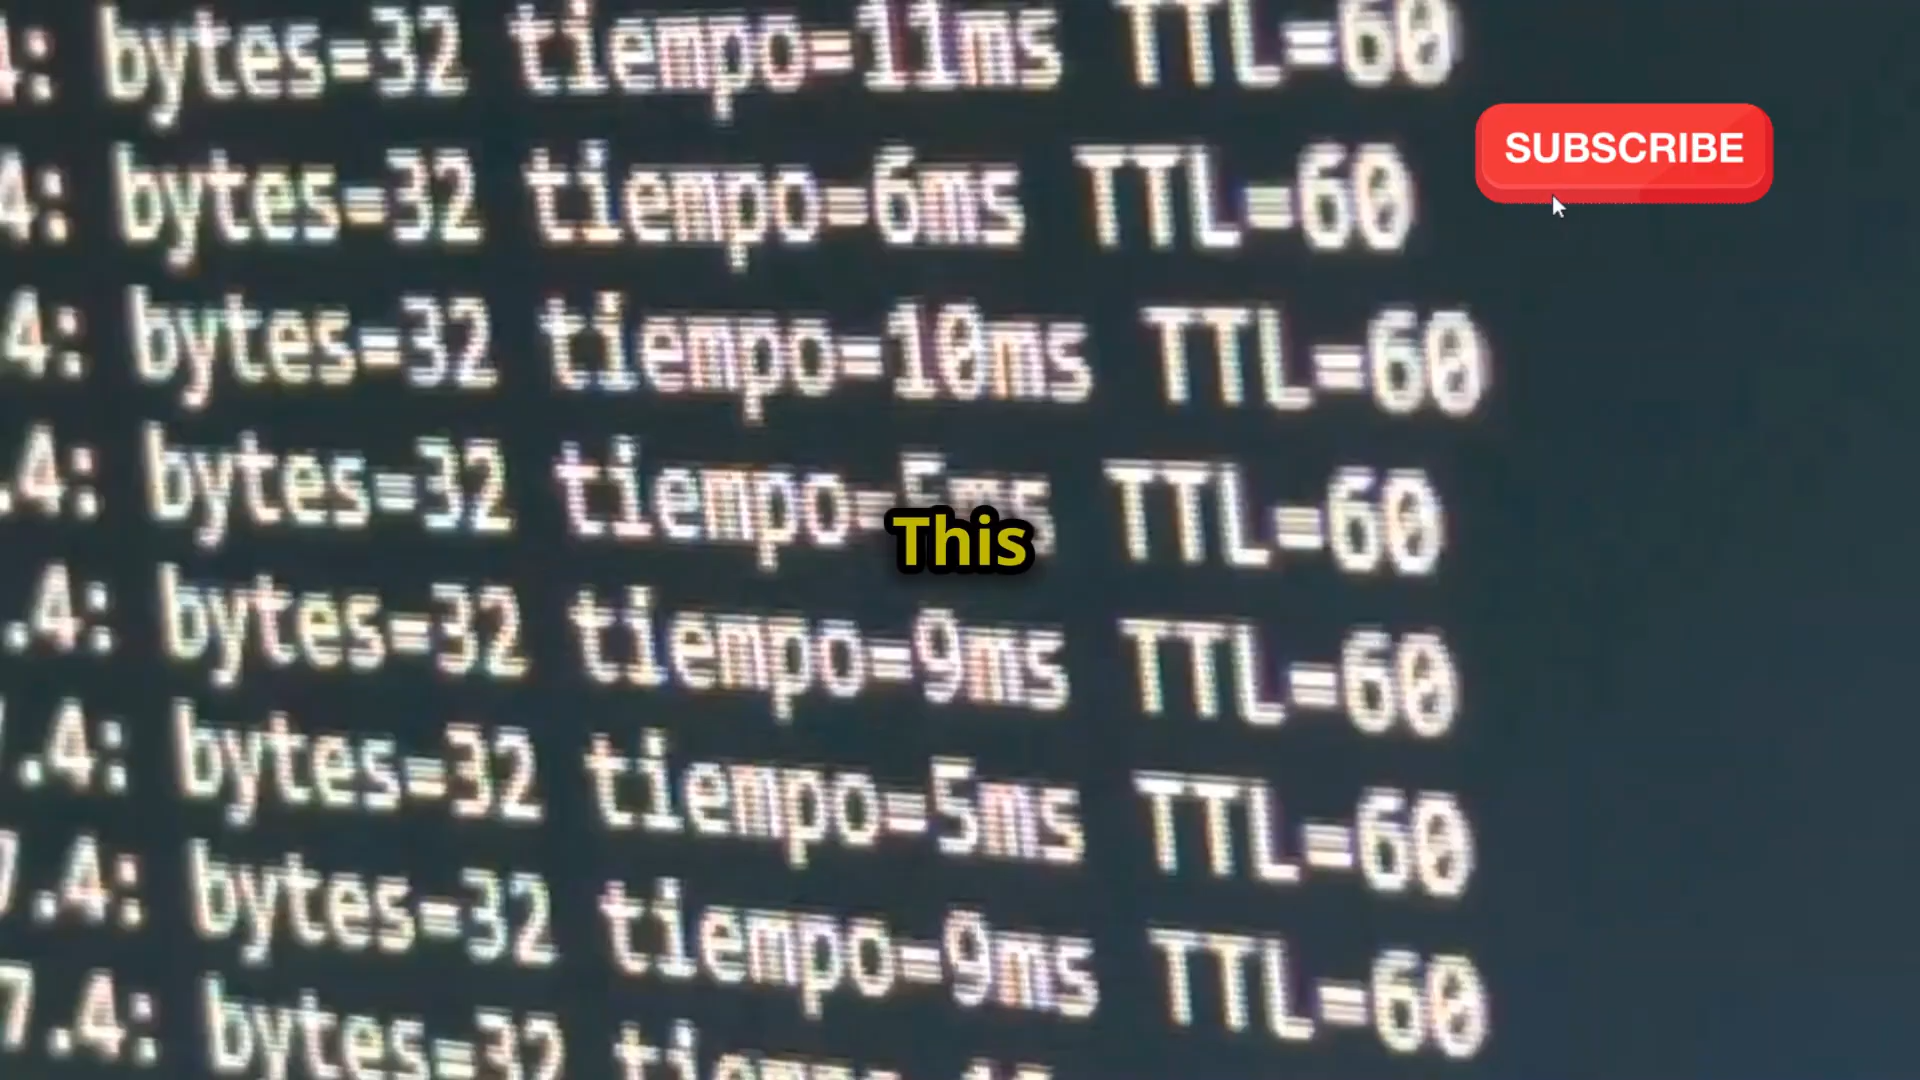 4: bytes=32 tiempo=11ms TTL=60
SUBSCRIBE
4: bytes=32 tiempo=6ms TTL=60
4: bytes=32 tiempo=10ms TTL=60
.4: bytes=32 tiempo=5ms TTL=60
This
.4: bytes=32 tiempo=9ms TTL=60
.4: bytes=32 tiempo=5ms TTL=60
7.4: bytes=32 tiempo=9ms TTL=60
7.4: bytes=32